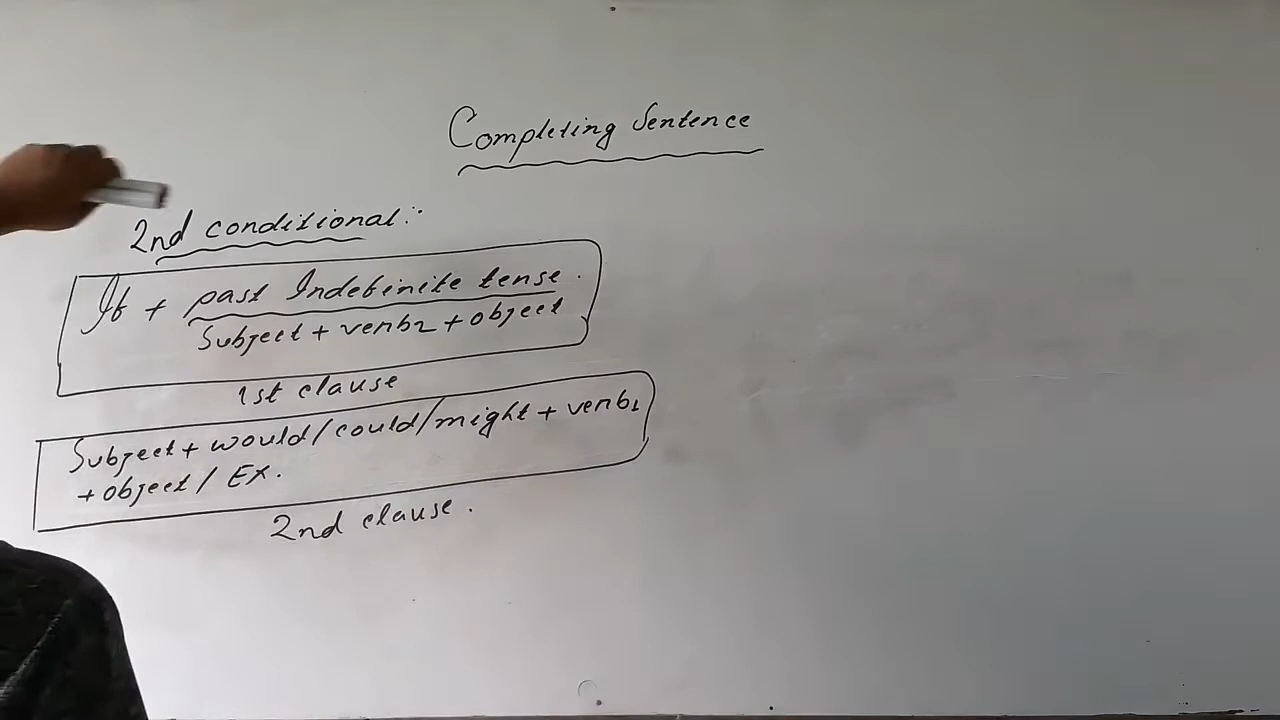 Completing Sentence
2nd conditional:
If + past Indefinite tense.
Subject + verb2 + object
1st clause
Subject + would/could/might + verb1
+ object / Ex.
2nd clause.